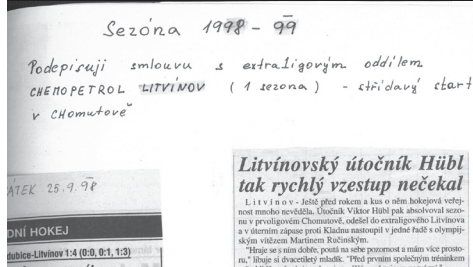 Sezóna 1998 - 99
Podepisuji smlouvu s extraligovým oddílem
CHEMOPETROL LITVÍNOV ( 1 sezona ) - střídavý start
v CHomutově
ÁTEK 25.9.98
DNÍ HOKEJ
dubice-Litvínov 1:4 (0:0, 0:1, 1:3)
Litvínovský útočník Hübl
tak rychlý vzestup nečekal
Litvínov - Ještě před rokem a kus o něm hokejová veřej-
nost mnoho nevěděla. Útočník Viktor Hübl pak absolvoval sezo-
nu v prvoligovém Chomutově, odešel do extraligového Litvínova
a v úterním zápase proti Kladnu nastoupil v jedné řadě s olympij-
ským vítězem Martinem Ručinským.
"Hraje se s ním dobře, poutá na sebe pozornost a mám více prosto-
ru," libuje si dvacetiletý mladík. "Před prvním společným tréninkem